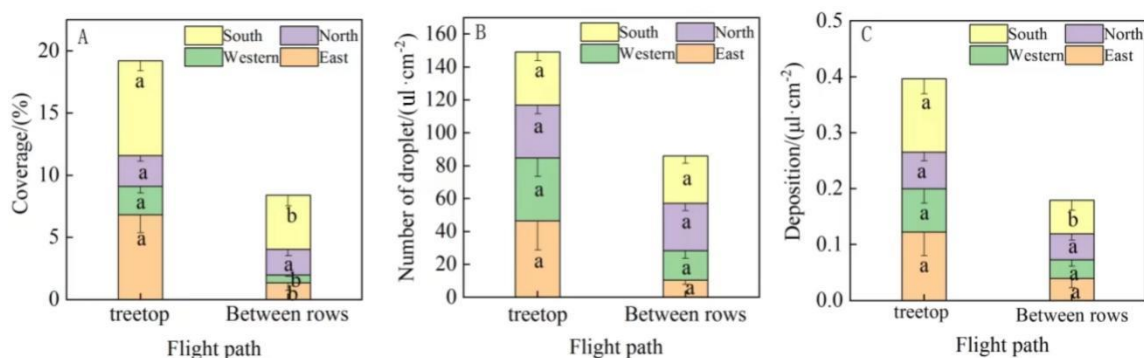 A
South
North
Western
East
20
15
10
5
0
Coverage/(%)
a
a
a
a
b
a
b
b
treetop
Between rows
Flight path
B
South
North
Western
East
160
140
120
100
80
60
40
20
0
Number of droplet/(ul·cm-2)
a
a
a
a
a
a
a
a
treetop
Between rows
Flight path
C
South
North
Western
East
0.5
0.4
0.3
0.2
0.1
0.0
Deposition/(μl·cm-2)
a
a
a
a
b
a
a
a
treetop
Between rows
Flight path